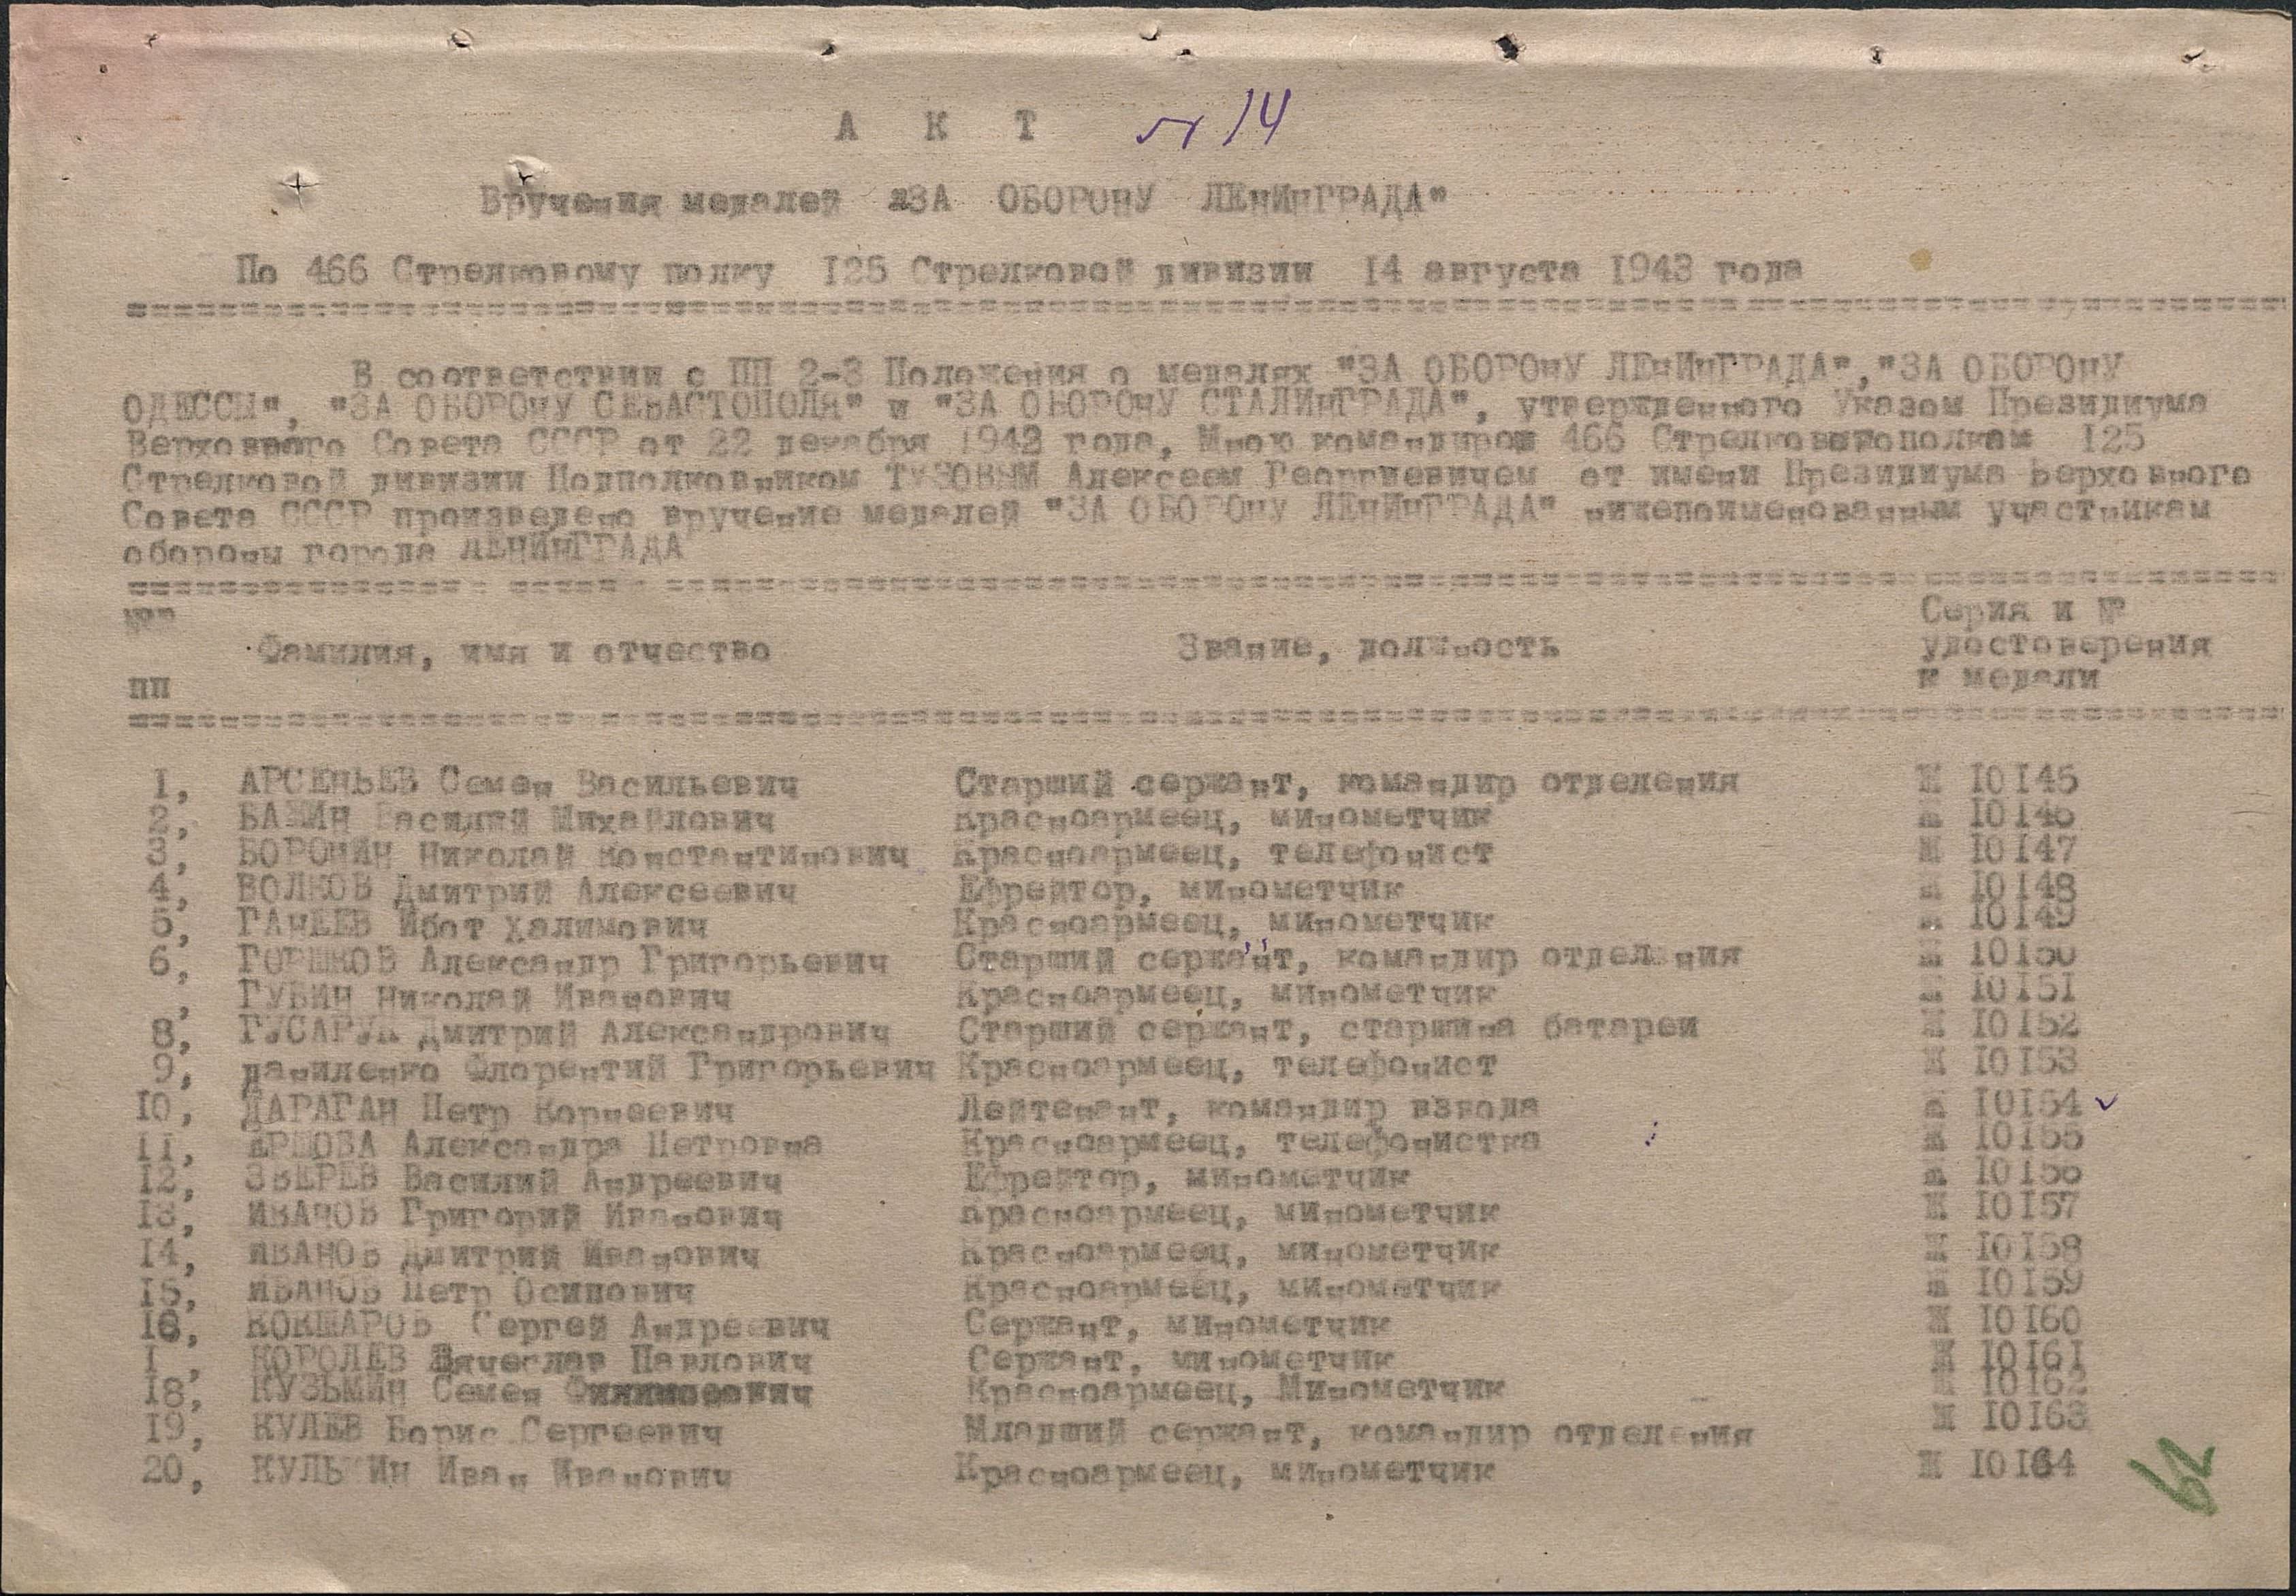 А К Т № 14
Вручения медалей "ЗА ОБОРОНУ ЛЕНИНГРАДА"
По 466 Стрелковому полку 125 Стрелковой дивизии 14 августа 1943 года
В соответствии с ПП 2-3 Положения о медалях "ЗА ОБОРОНУ ЛЕНИНГРАДА", "ЗА ОБОРОНУ
ОДЕССЫ", "ЗА ОБОРОНУ СЕВАСТОПОЛЯ" и "ЗА ОБОРОНУ СТАЛИНГРАДА", утвержденного Указом Президиума
Верховного Совета СССР от 22 декабря 1942 года, Мною командиром 466 Стрелковогополкам 125
Стрелковой дивизии Подполковником ТУЗОВЫМ Алексеем Георгиевичем от имени Президиума Верховного
Совета СССР произведено вручение медалей "ЗА ОБОРОНУ ЛЕНИНГРАДА" нижепоименованным участникам
обороны города ЛЕНИНГРАДА
№№ Серия и №
Фамилия, имя и отчество Звание, должность удостоверения
пп к медали
1, АРСЕНЬЕВ Семен Васильевич Старший сержант, командир отделения Ж 10145
2, БАЖИН Василий Михайлович Красноармеец, минометчик Ж 10146
3, БОРОНИН Николай Константинович Красноармеец, телефонист Ж 10147
4, ВОЛКОВ Дмитрий Алексеевич Ефрейтор, минометчик Ж 10148
5, ГАНЕЕВ Ибат Халимович Красноармеец, минометчик Ж 10149
6, ГОРШКОВ Александр Григорьевич Старший сержант, командир отделения Ж 10150
, ГУБИН Николай Иванович Красноармеец, минометчик Ж 10151
8, ГУСАРУК Дмитрий Александрович Старший сержант, старшина батареи Ж 10152
9, даниленко Флорентий Григорьевич Красноармеец, телефонист Ж 10153
10, ДАРАГАН Петр Корнеевич Лейтенант, командир взвода Ж 10154
11, ЕРШОВА Александра Петровна Красноармеец, телефонистка Ж 10155
12, ЗВЕРЕВ Василий Андреевич Ефрейтор, минометчик Ж 10156
13, ИВАНОВ Григорий Иванович Красноармеец, минометчик Ж 10157
14, ИВАНОВ Дмитрий Иванович Красноармеец, минометчик Ж 10158
15, ИВАНОВ Петр Осипович Красноармеец, минометчик Ж 10159
16, КОКШАРОВ Сергей Андреевич Сержант, минометчик Ж 10160
1 , КОРОЛЕВ Вячеслав Павлович Сержант, минометчик Ж 10161
18, КУЗЬМИН Семен Красноармеец, Минометчик Ж 10162
19, КУЛЕВ Борис Сергеевич Младший сержант, командир отделения Ж 10163
20, Иван Иванович Красноармеец, минометчик Ж 10164
62